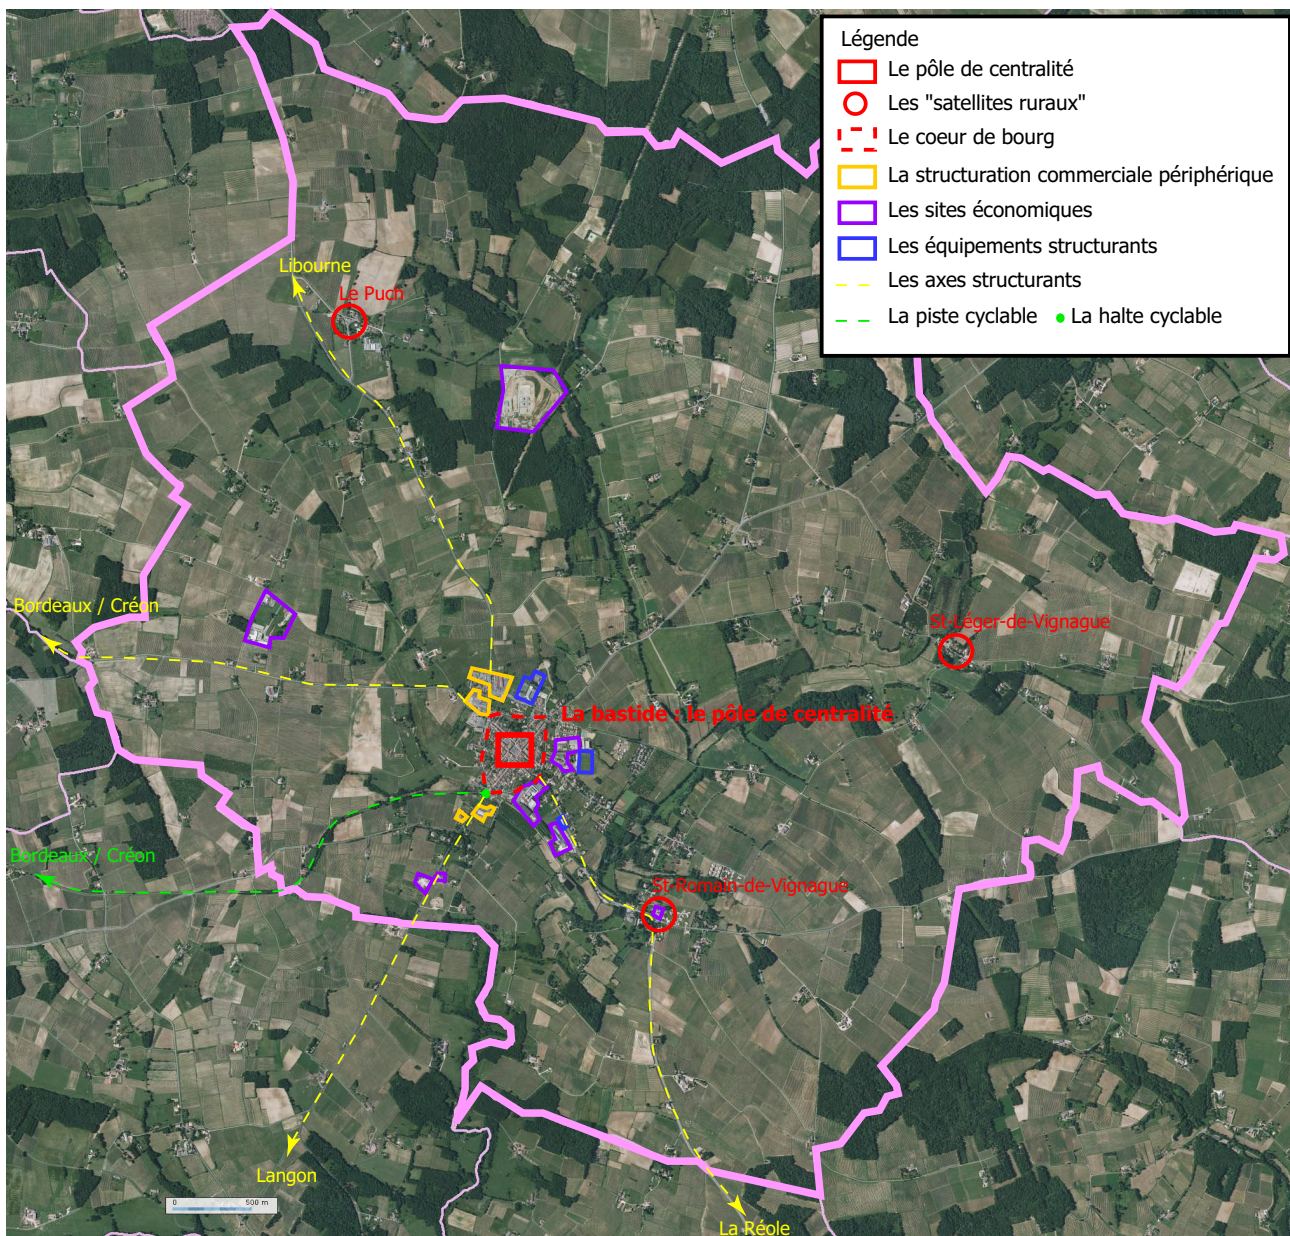 Légende
Le pôle de centralité
Les "satellites ruraux"
Le coeur de bourg
La structuration commerciale périphérique
Les sites économiques
Les équipements structurants
Les axes structurants
La piste cyclable
La halte cyclable
Libourne
Le Puch
Bordeaux / Créon
St-Léger-de-Vignague
La bastide : le pôle de centralité
Bordeaux / Créon
St-Romain-de-Vignague
Langon
0 500 m
La Réole